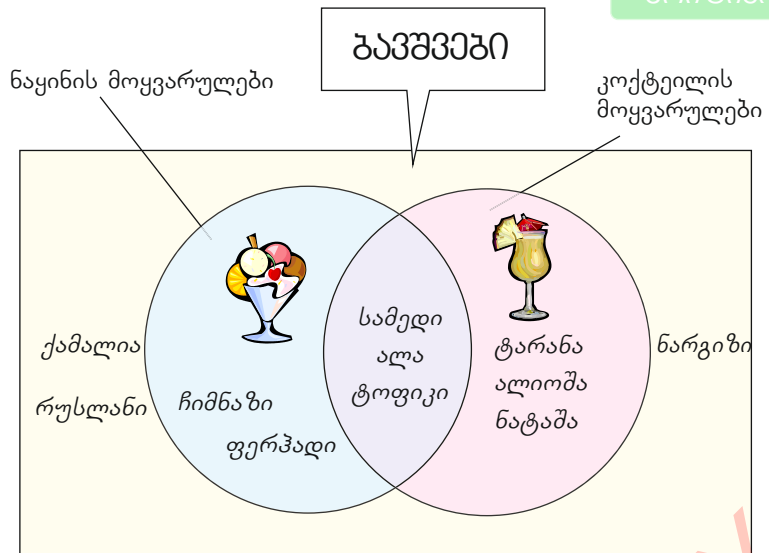 ბავშვები
ნაყინის მოყვარულები
კოქტეილის
მოყვარულები
სამედი
ალა
ტოფიკი
ტარანა
ალიოშა
ნატაშა
ქამალია
რუსლანი
ჩიმნაზი
ფერჰადი
ნარგიზი